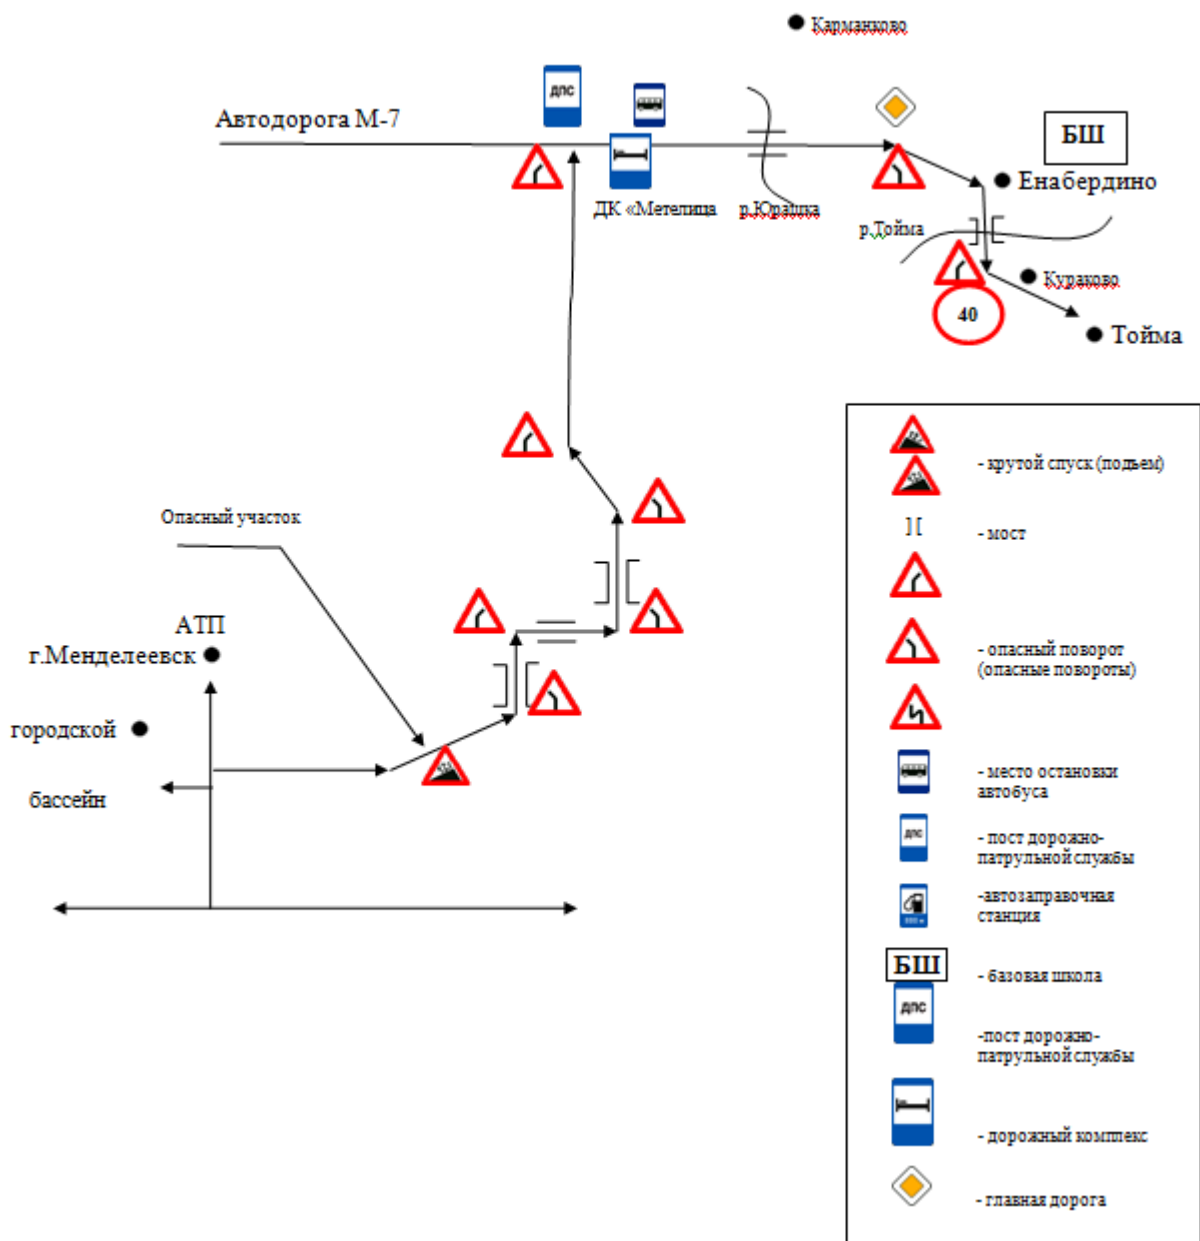 Карманково
дпс
Автодорога М-7
БШ
Енабердино
ДК «Метелица
р.Юрашка
р.Тойма
Кураково
40
Тойма
- крутой спуск (подьем)
Опасный участок
] [
- мост
АТП
г.Менделеевск
- опасный поворот
(опасные повороты)
городской
- место остановки
автобуса
бассейн
дпс
- пост дорожно-
патрульной службы
-автозаправочная
станция
БШ
- базовая школа
дпс
-пост дорожно-
патрульной службы
- дорожный комплекс
- главная дорога